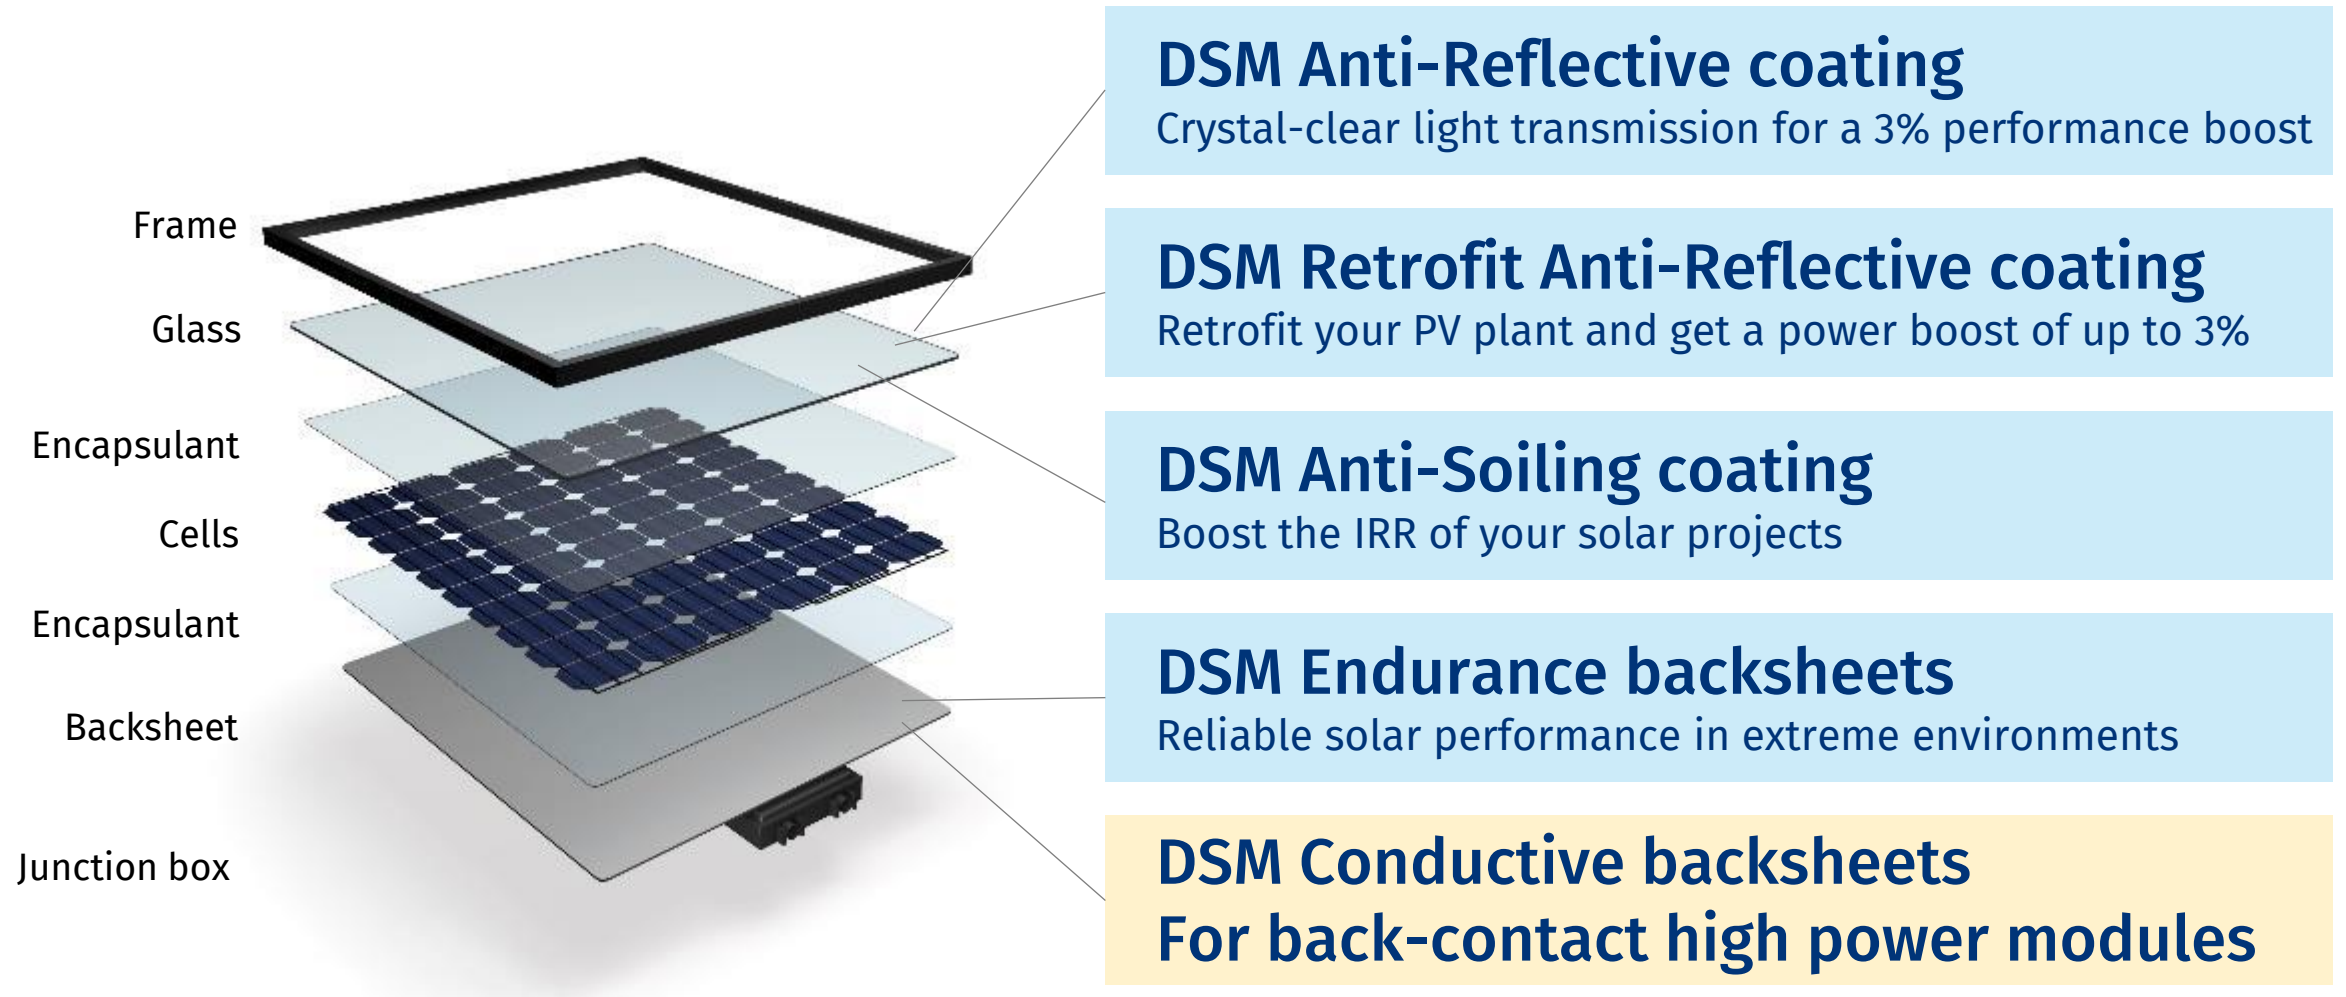 Frame
Glass
Encapsulant
Cells
Encapsulant
Backsheet
Junction box
DSM Anti-Reflective coating
Crystal-clear light transmission for a 3% performance boost
DSM Retrofit Anti-Reflective coating
Retrofit your PV plant and get a power boost of up to 3%
DSM Anti-Soiling coating
Boost the IRR of your solar projects
DSM Endurance backsheets
Reliable solar performance in extreme environments
DSM Conductive backsheets
For back-contact high power modules